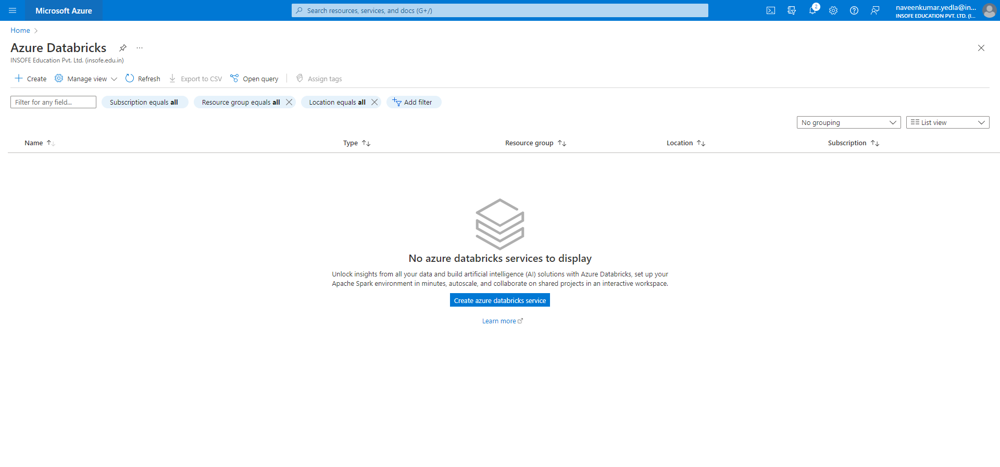 Microsoft Azure
Search resources, services, and docs (G+/)
2
naveenkumar.yedla@in...
INSOFE EDUCATION PVT. LTD. (I...
Home
Azure Databricks ...
INSOFE Education Pvt. Ltd. (insofe.edu.in)
Create Manage view Refresh Export to CSV Open query Assign tags
Filter for any field... Subscription equals all Resource group equals all Location equals all Add filter
No grouping List view
Name Type Resource group Location Subscription
No azure databricks services to display
Unlock insights from all your data and build artificial intelligence (AI) solutions with Azure Databricks, set up your
Apache Spark environment in minutes, autoscale, and collaborate on shared projects in an interactive workspace.
Create azure databricks service
Learn more